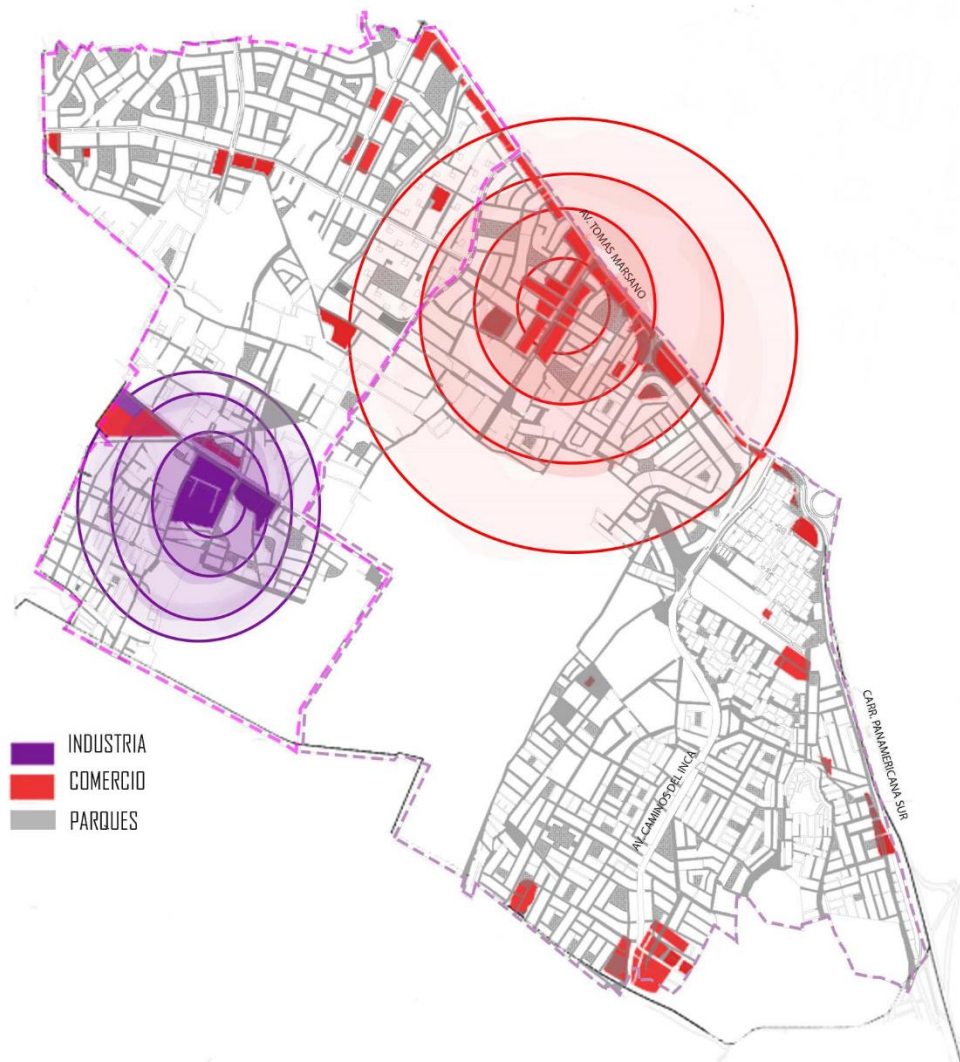 AV. TOMAS MARSANO
CARR. PANAMERICANA SUR
AV. CAMINOS DEL INCA
INDUSTRIA
COMERCIO
PARQUES